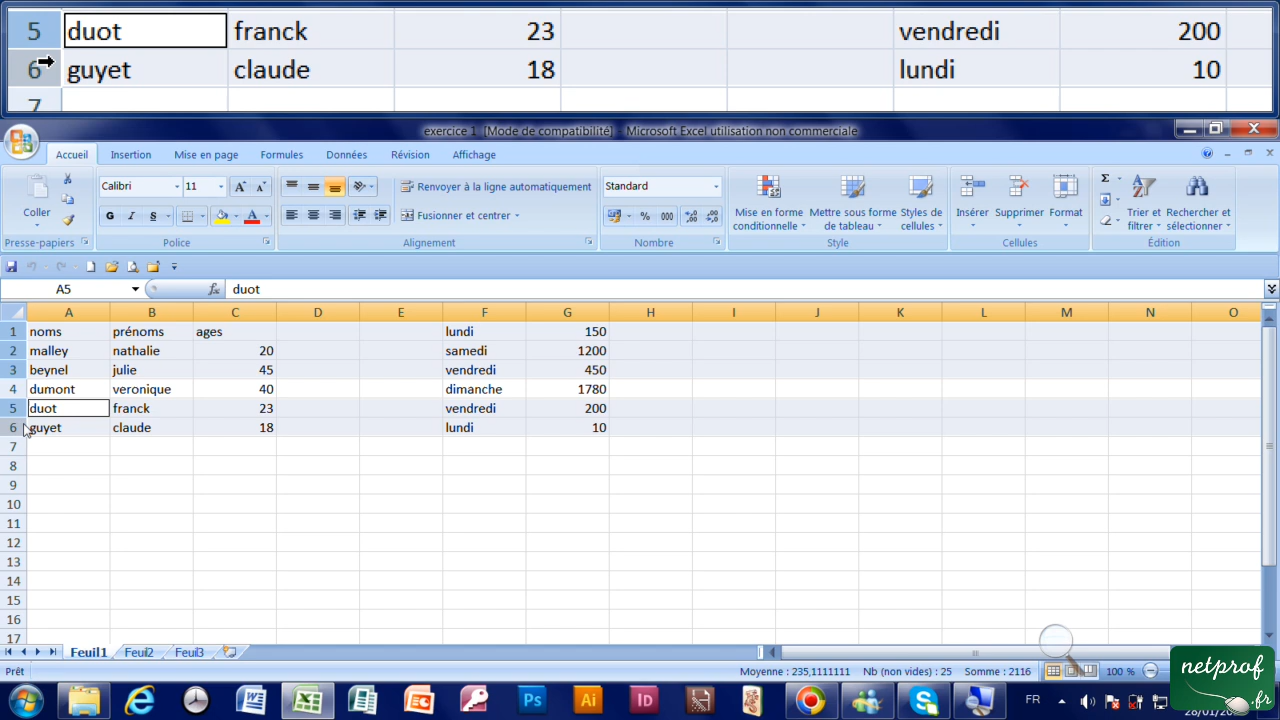 5 duot franck 23 vendredi 200
6 guyet claude 18 lundi 10
7
exercice 1 [Mode de compatibilité] - Microsoft Excel utilisation non commerciale
Accueil Insertion Mise en page Formules Données Révision Affichage
Coller
Presse-papiers
Calibri 11
G I S A
Police
Renvoyer à la ligne automatiquement
Fusionner et centrer
Alignement
Standard
% 000
Nombre
Mise en forme conditionnelle
Mettre sous forme de tableau
Styles de cellules
Style
Insérer Supprimer Format
Cellules
Σ
Trier et filtrer
Rechercher et sélectionner
Édition
A5 fx duot
A B C D E F G H I J K L M N O
1 noms prénoms ages lundi 150
2 malley nathalie 20 samedi 1200
3 beynel julie 45 vendredi 450
4 dumont veronique 40 dimanche 1780
5 duot franck 23 vendredi 200
6 guyet claude 18 lundi 10
7
8
9
10
11
12
13
14
15
16
17
Feuil1 Feuil2 Feuil3
Prêt Moyenne : 235,1111111 Nb (non vides) : 25 Somme : 2116 100 %
Ps Ai ID FR
netprof.fr